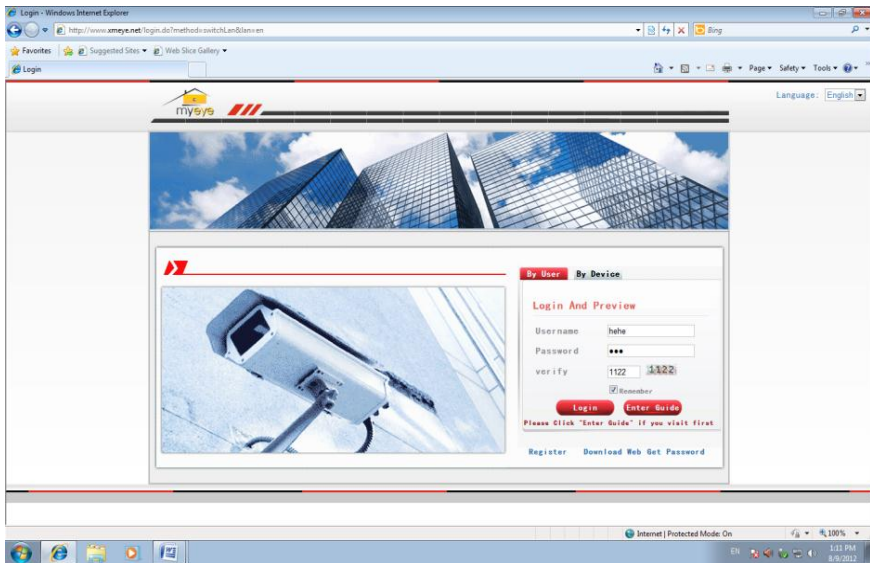 Login - Windows Internet Explorer
http://www.xmeye.net/login.do?method=switchLan&lan=en
Bing
Favorites Suggested Sites Web Slice Gallery
Login
Page Safety Tools
Language: English
myeye
By User By Device
Login And Preview
Username hehe
Password •••
verify 1122 1122
Remember
Login Enter Guide
Please Click "Enter Guide" if you visit first
Register Download Web Get Password
Internet | Protected Mode: On 100%
EN 1:11 PM
8/9/2012